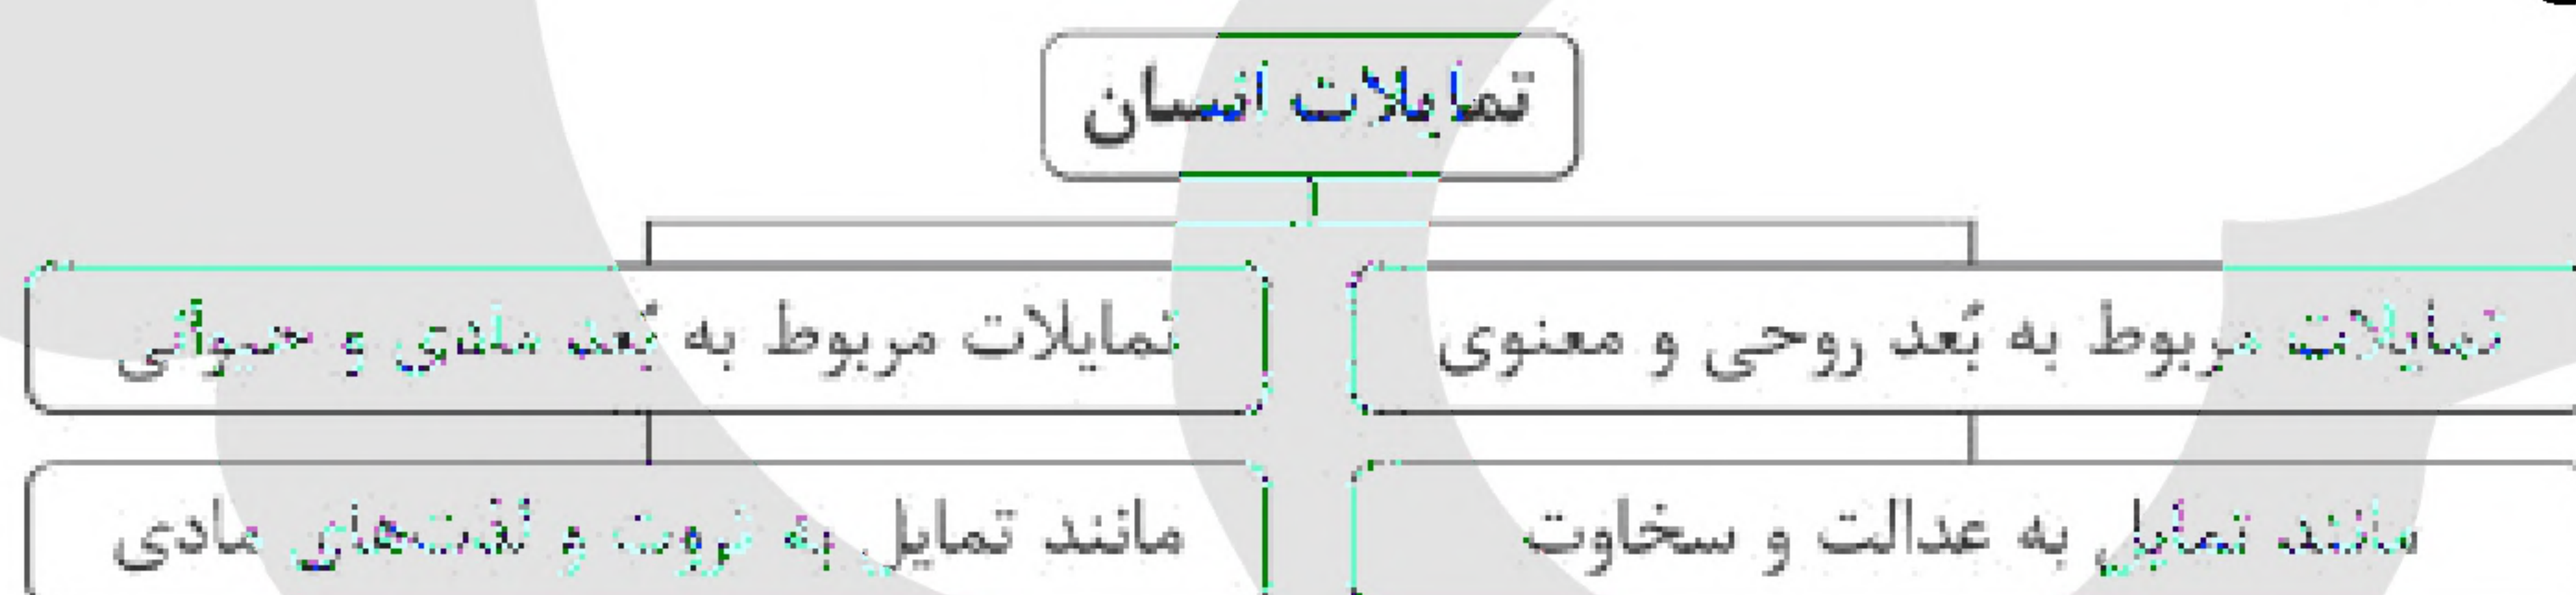 تمایلات انسان
تمایلات مربوط به بُعد روحی و معنوی
تمایلات مربوط به بُعد مادی و حیوانی
مانند تمایل به عدالت و سخاوت
مانند تمایل به ثروت و لذت‌های مادی